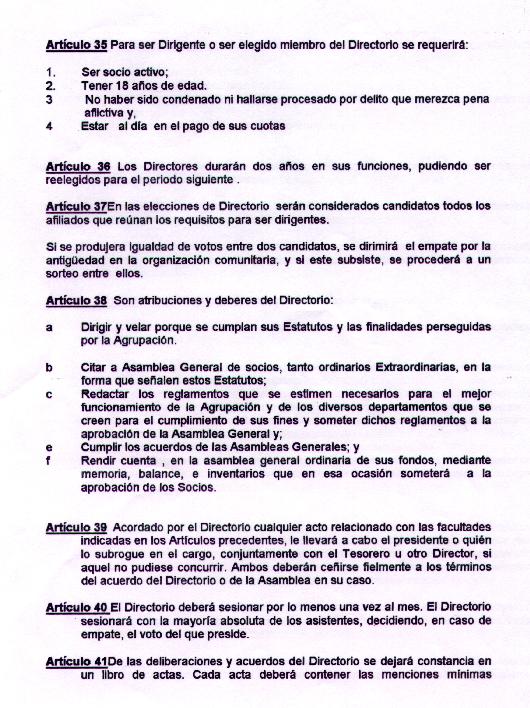 Artículo 35 Para ser Dirigente o ser elegido miembro del Directorio se requerirá:
1. Ser socio activo;
2. Tener 18 años de edad.
3 No haber sido condenado ni hallarse procesado por delito que merezca pena
aflictiva y,
4 Estar al día en el pago de sus cuotas
Artículo 36 Los Directores durarán dos años en sus funciones, pudiendo ser
reelegidos para el periodo siguiente .
Artículo 37En las elecciones de Directorio serán considerados candidatos todos los
afiliados que reúnan los requisitos para ser dirigentes.
Si se produjera igualdad de votos entre dos candidatos, se dirimirá el empate por la
antigüedad en la organización comunitaria, y si este subsiste, se procederá a un
sorteo entre ellos.
Artículo 38 Son atribuciones y deberes del Directorio:
a Dirigir y velar porque se cumplan sus Estatutos y las finalidades perseguidas
por la Agrupación.
b Citar a Asamblea General de socios, tanto ordinarios Extraordinarias, en la
forma que señalen estos Estatutos;
c Redactar los reglamentos que se estimen necesarios para el mejor
funcionamiento de la Agrupación y de los diversos departamentos que se
creen para el cumplimiento de sus fines y someter dichos reglamentos a la
aprobación de la Asamblea General y;
e Cumplir los acuerdos de las Asambleas Generales; y
f Rendir cuenta , en la asamblea general ordinaria de sus fondos, mediante
memoria, balance, e inventarios que en esa ocasión someterá a la
aprobación de los Socios.
Artículo 39 Acordado por el Directorio cualquier acto relacionado con las facultades
indicadas en los Artículos precedentes, le llevará a cabo el presidente o quién
lo subrogue en el cargo, conjuntamente con el Tesorero u otro Director, si
aquel no pudiese concurrir. Ambos deberán ceñirse fielmente a los términos
del acuerdo del Directorio o de la Asamblea en su caso.
Artículo 40 El Directorio deberá sesionar por lo menos una vez al mes. El Directorio
sesionará con la mayoría absoluta de los asistentes, decidiendo, en caso de
empate, el voto del que preside.
Artículo 41De las deliberaciones y acuerdos del Directorio se dejará constancia en
un libro de actas. Cada acta deberá contener las menciones mínimas